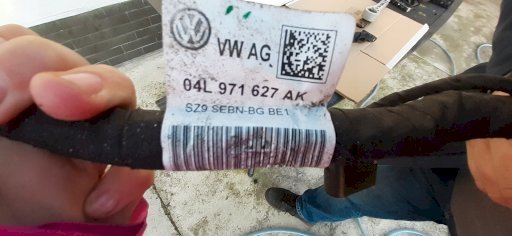 VW AG
04L 971 627 AK
SZ9 SEBN-BG BE1